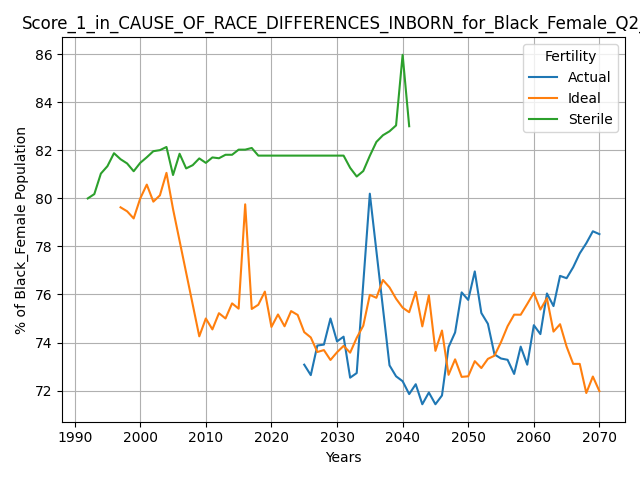 Score_1_in_CAUSE_OF_RACE_DIFFERENCES_INBORN_for_Black_Female_Q2_
Fertility
Actual
Ideal
Sterile
% of Black_Female Population
86
84
82
80
78
76
74
72
1990 2000 2010 2020 2030 2040 2050 2060 2070
Years